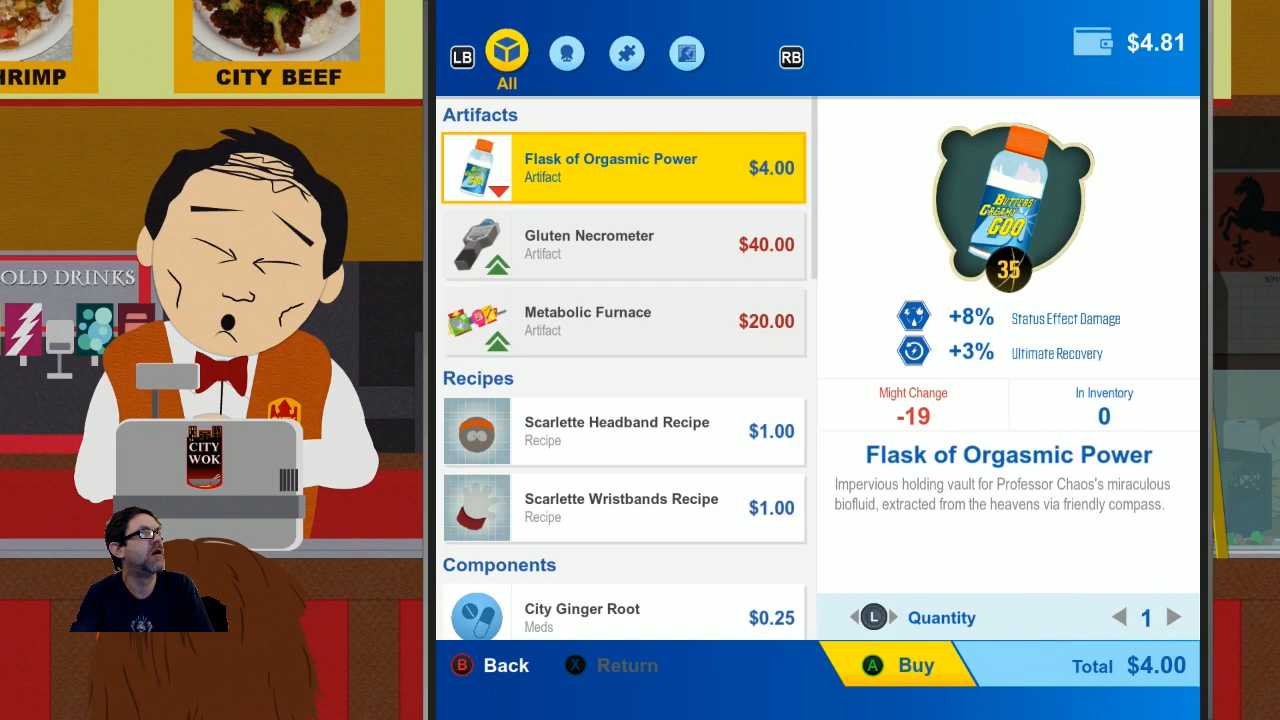 HRIMP
CITY BEEF
OLD DRINKS
CITY
WOK
LB
All
RB
$4.81
Artifacts
Flask of Orgasmic Power
Artifact
$4.00
Gluten Necrometer
Artifact
$40.00
Metabolic Furnace
Artifact
$20.00
Recipes
Scarlette Headband Recipe
Recipe
$1.00
Scarlette Wristbands Recipe
Recipe
$1.00
Components
City Ginger Root
Meds
$0.25
BUTTERS'
CREAMY
GOO
35
+8% Status Effect Damage
+3% Ultimate Recovery
Might Change
-19
In Inventory
0
Flask of Orgasmic Power
Impervious holding vault for Professor Chaos's miraculous
biofluid, extracted from the heavens via friendly compass.
L Quantity 1
B Back X Return
A Buy
Total $4.00